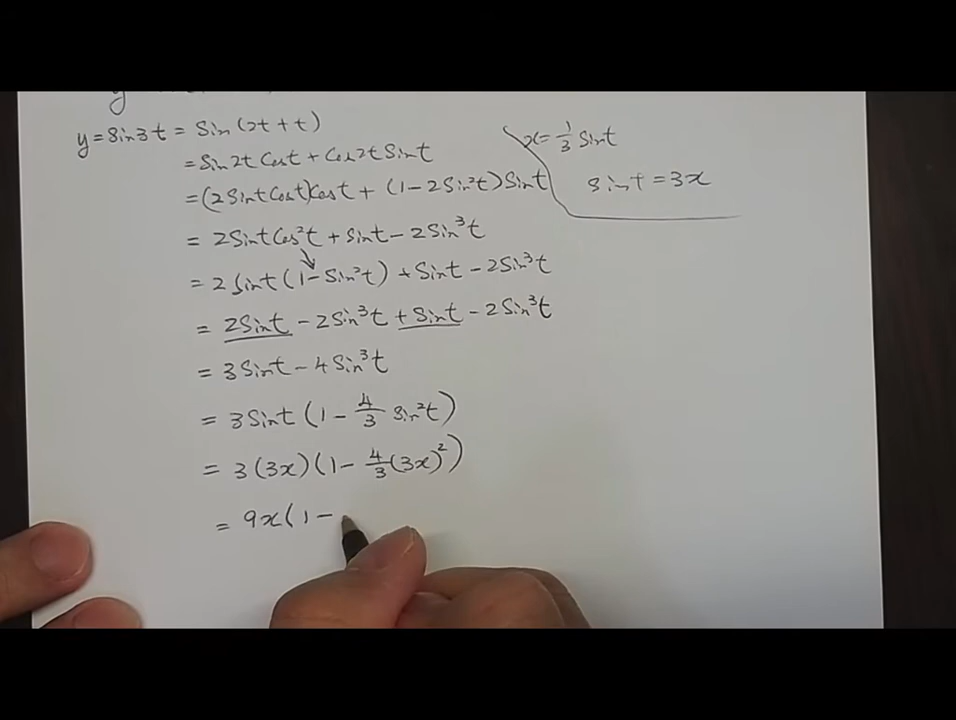 y = sin3t = sin(2t + t)
= sin2t cost + cos2t sint
= (2sint cost)cost + (1 - 2sin²t)sint
= 2sint cos²t + sint - 2sin³t
= 2sint(1 - sin²t) + sint - 2sin³t
= 2sint - 2sin³t + sint - 2sin³t
= 3sint - 4sin³t
= 3sint(1 - 4/3 sin²t)
= 3(3x)(1 - 4/3 (3x)²)
= 9x(1 -
x = 1/3 sint
sint = 3x